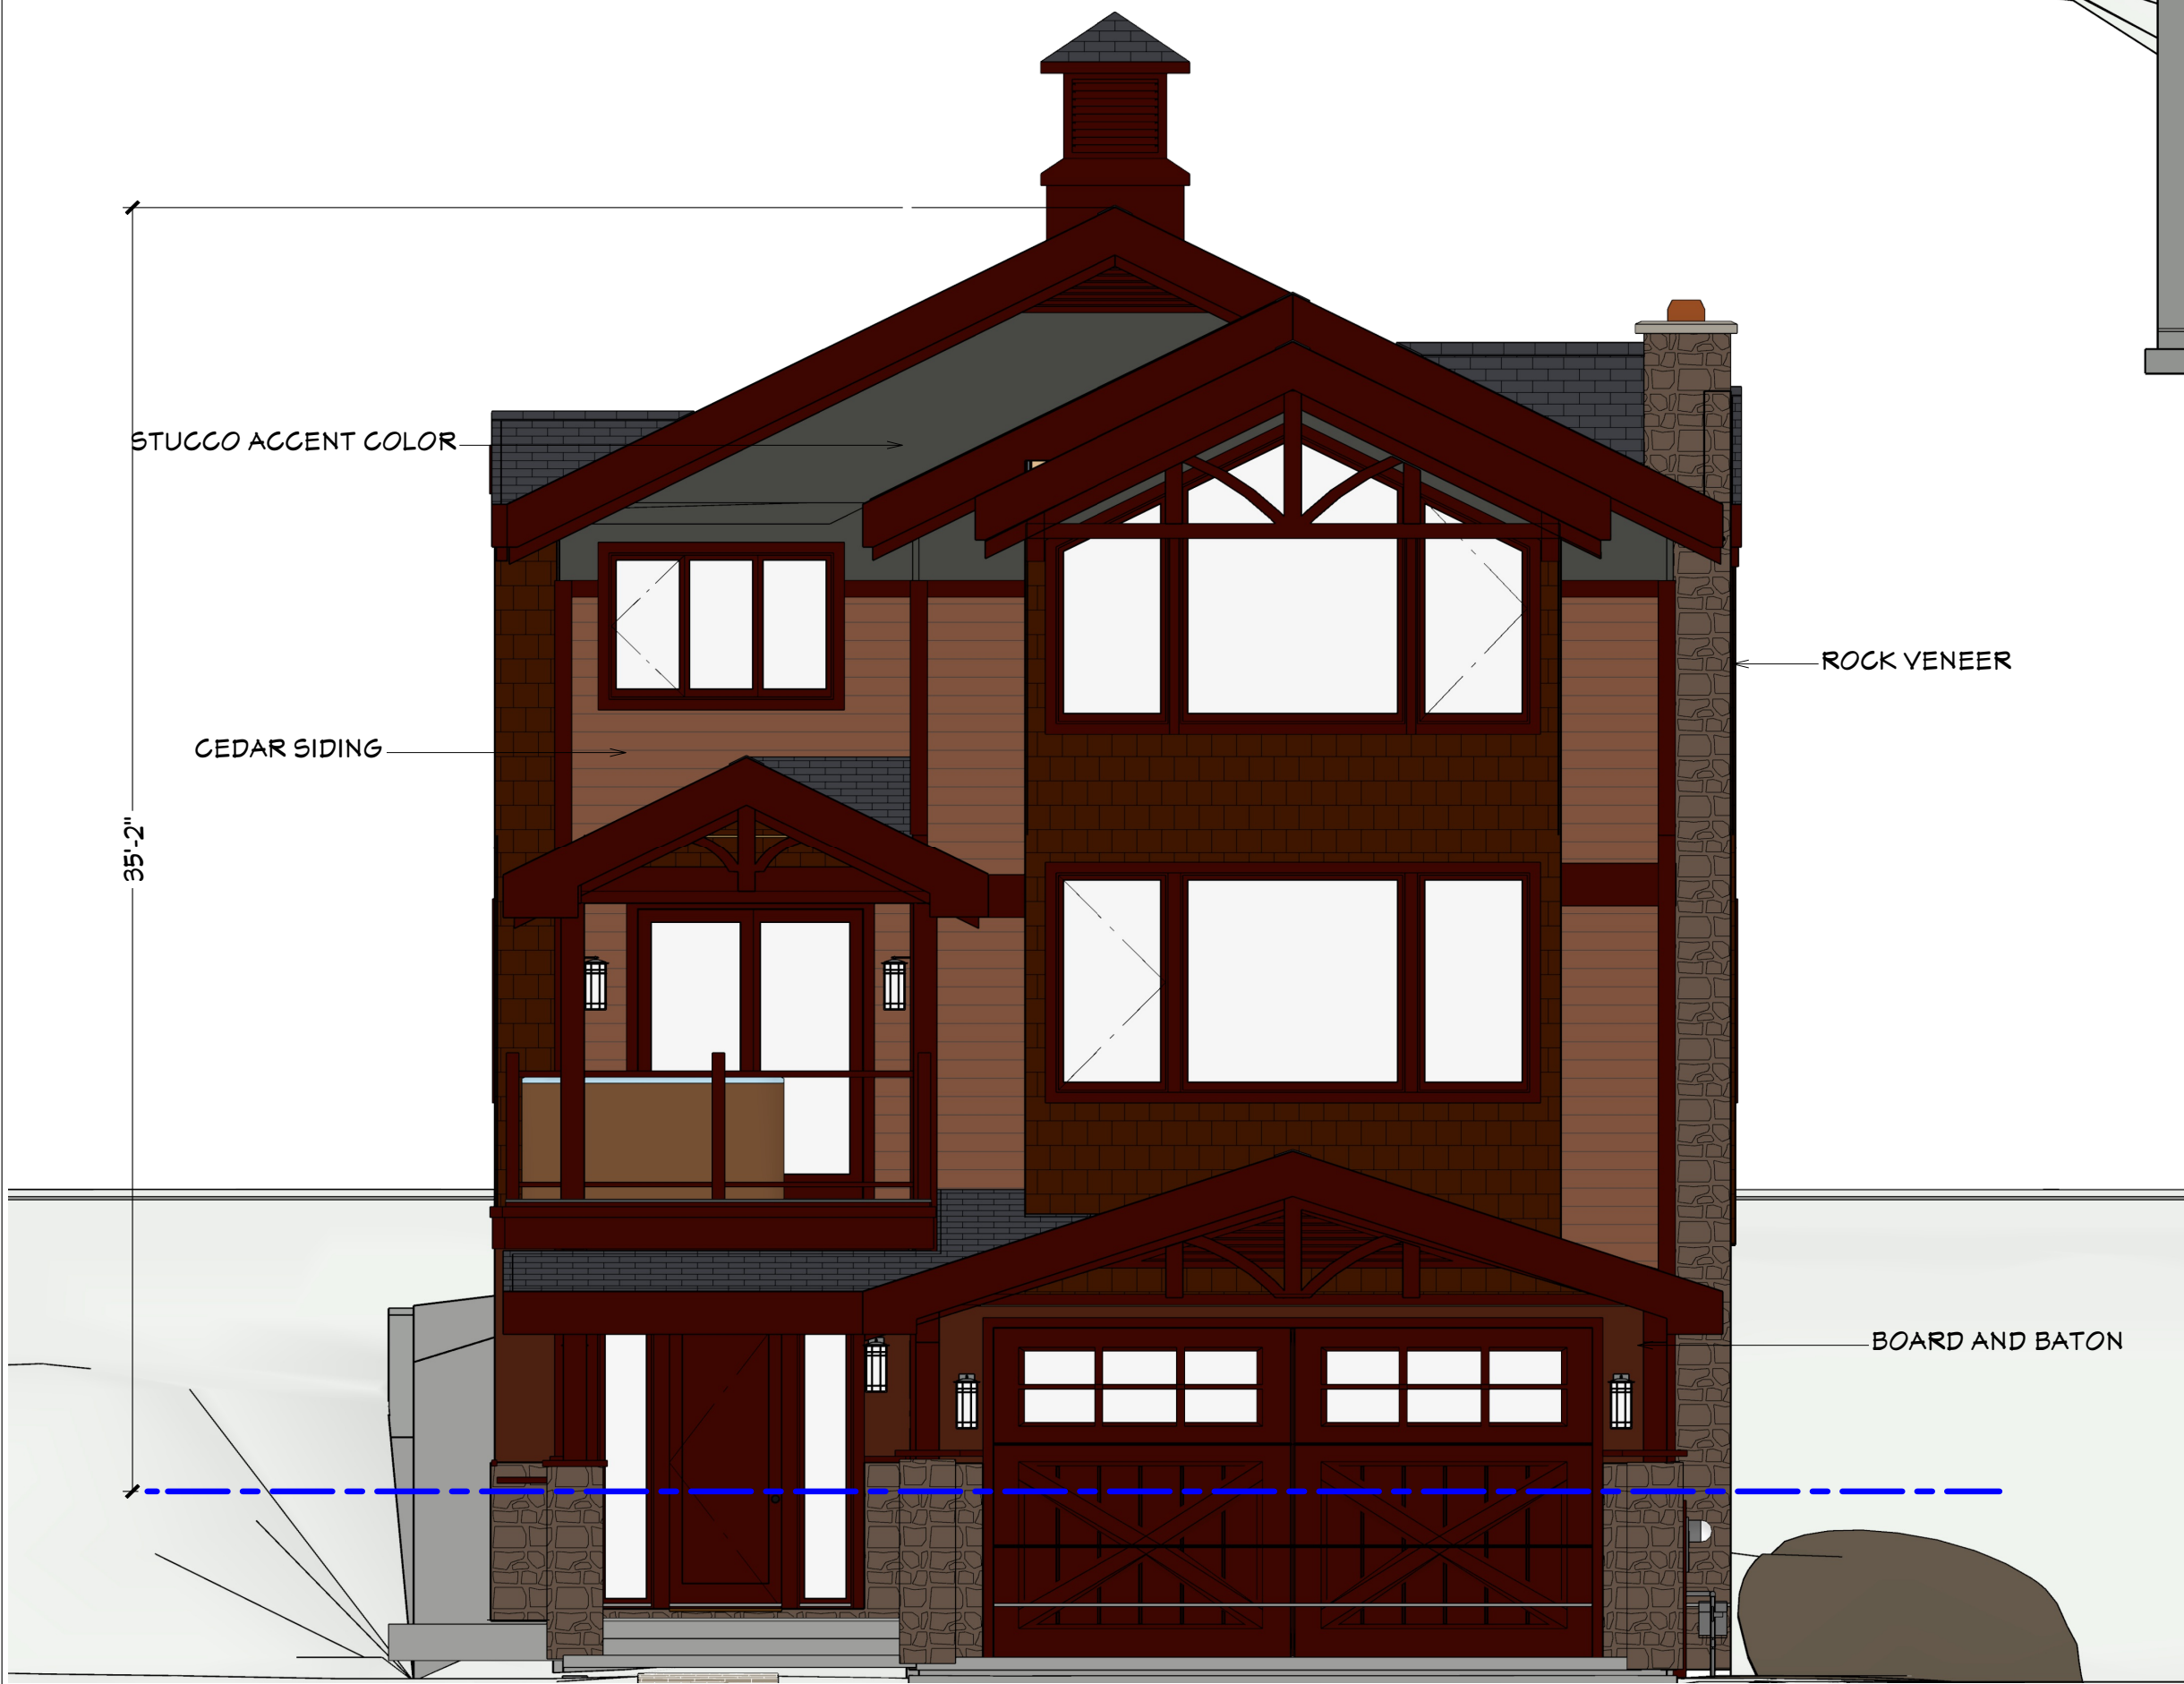 STUCCO ACCENT COLOR
ROCK VENEER
CEDAR SIDING
35'-2"
BOARD AND BATON